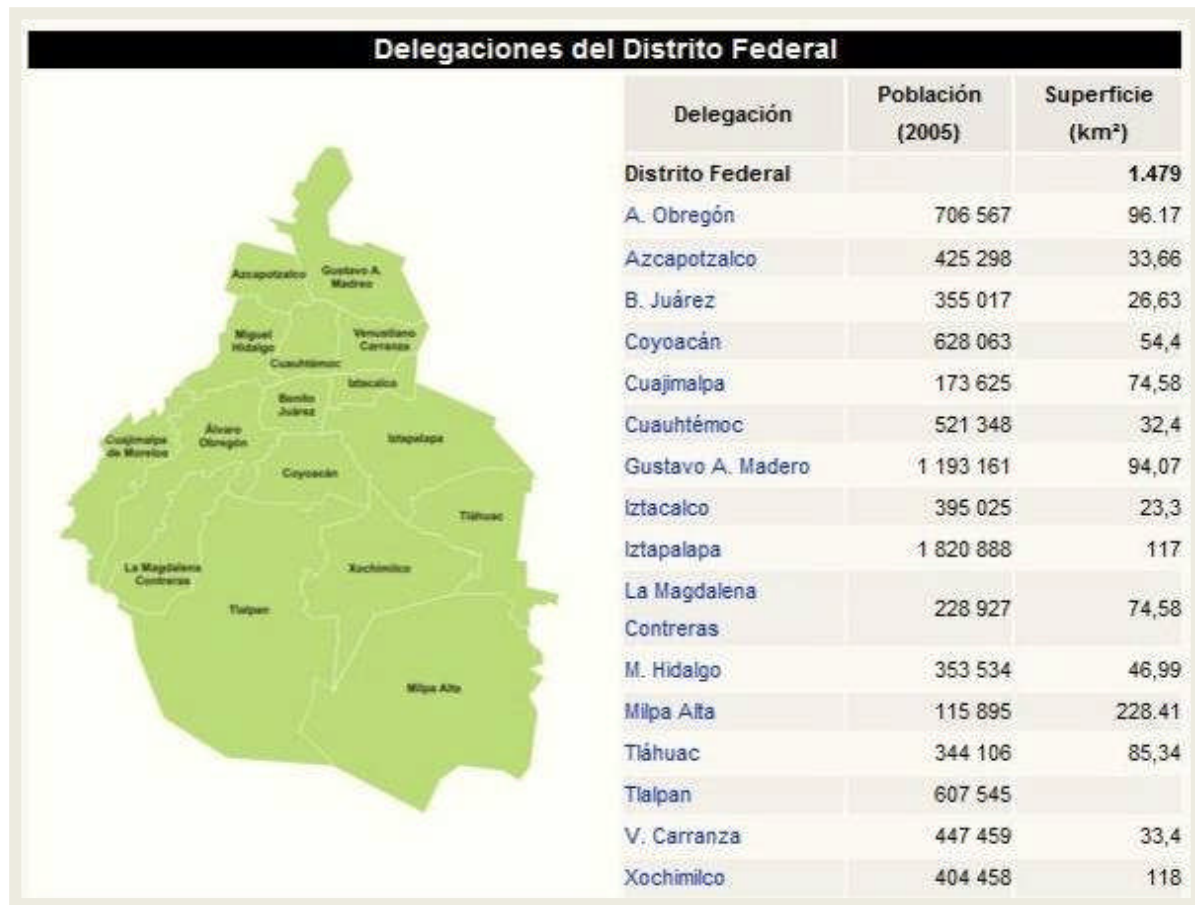 Delegaciones del Distrito Federal
Azcapotzalco
Gustavo A.
Madreo
Miguel
Hidalgo
Venustiano
Carranza
Cuauhtémoc
Iztacalco
Benito
Juárez
Álvaro
Obregón
Cuajimalpa
de Morelos
Iztapalapa
Coyoacán
Tláhuac
La Magdalena
Contreras
Xochimilco
Tlalpan
Milpa Alta
Delegación Población (2005) Superficie (km²)
Distrito Federal 1.479
A. Obregón 706 567 96.17
Azcapotzalco 425 298 33,66
B. Juárez 355 017 26,63
Coyoacán 628 063 54,4
Cuajimalpa 173 625 74,58
Cuauhtémoc 521 348 32,4
Gustavo A. Madero 1 193 161 94,07
Iztacalco 395 025 23,3
Iztapalapa 1 820 888 117
La Magdalena
Contreras 228 927 74,58
M. Hidalgo 353 534 46,99
Milpa Alta 115 895 228.41
Tláhuac 344 106 85,34
Tlalpan 607 545
V. Carranza 447 459 33,4
Xochimilco 404 458 118